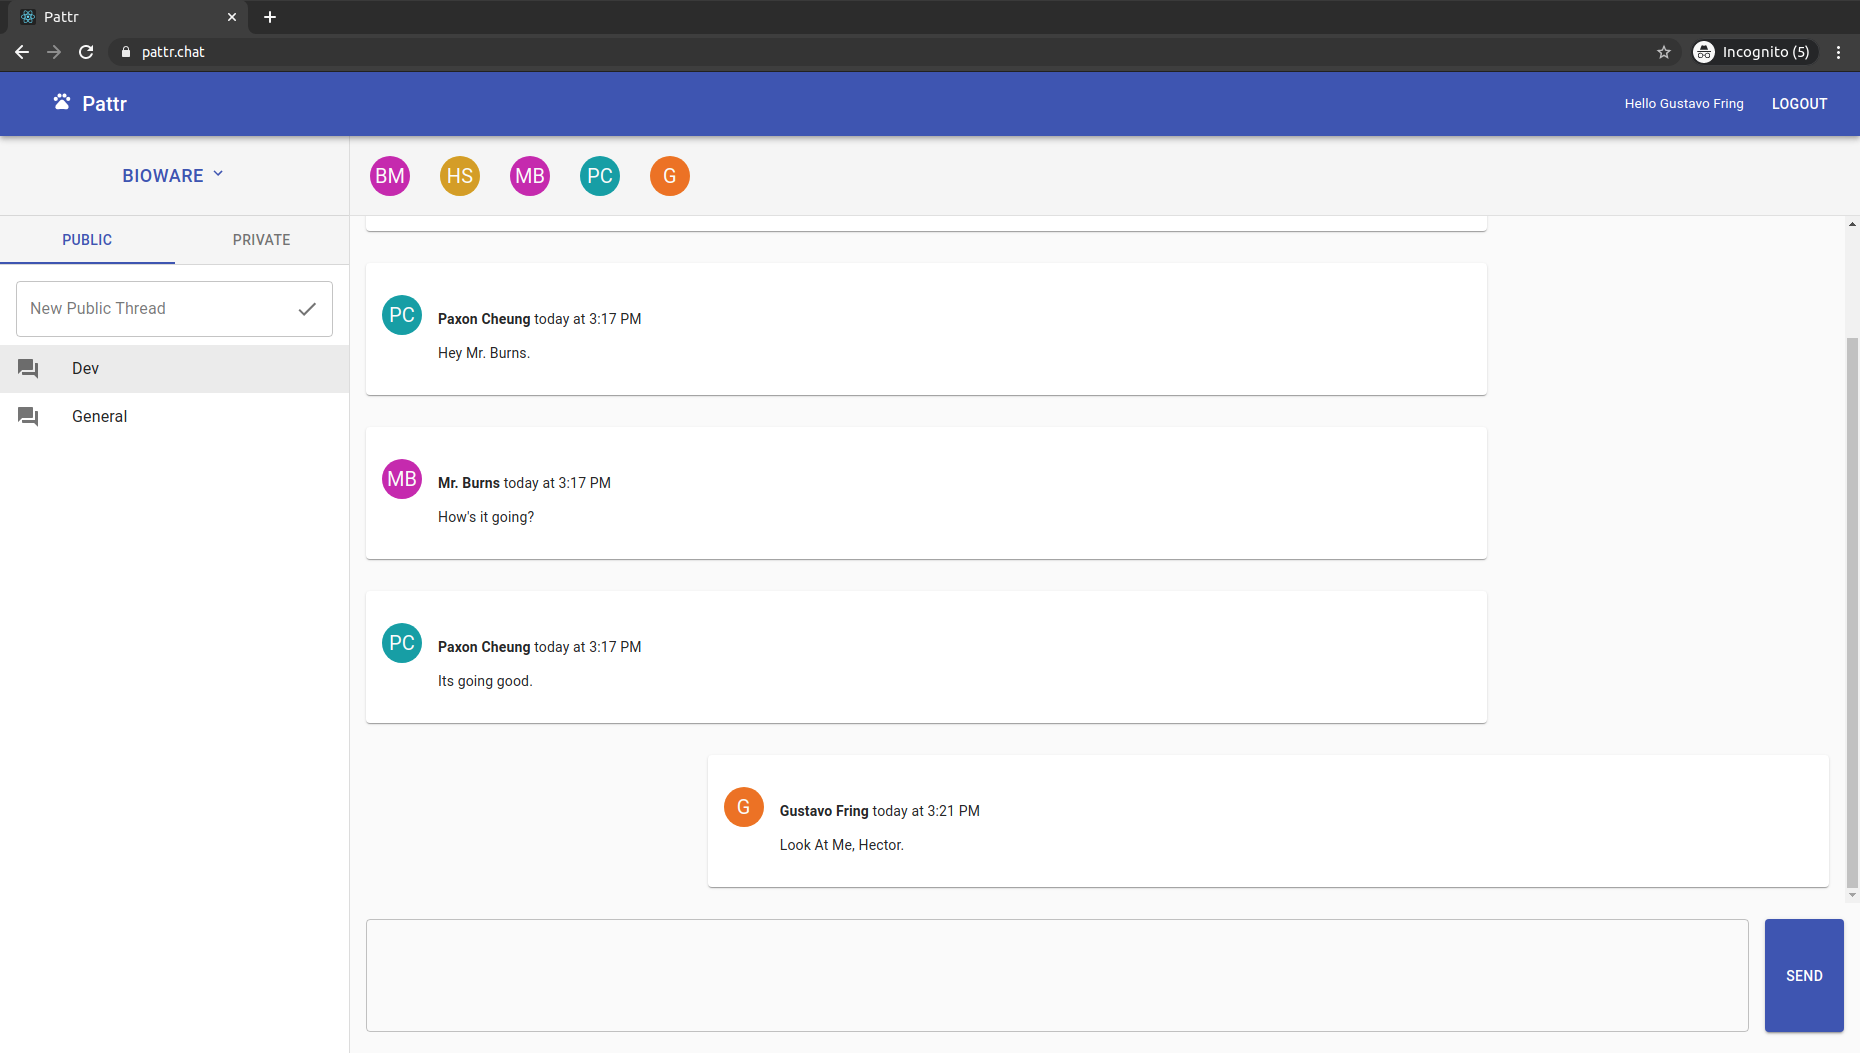 Pattr
pattr.chat
Incognito (5)
Pattr
Hello Gustavo Fring
LOGOUT
BIOWARE
BM
HS
MB
PC
G
PUBLIC
PRIVATE
New Public Thread
Dev
General
PC
Paxon Cheung today at 3:17 PM
Hey Mr. Burns.
MB
Mr. Burns today at 3:17 PM
How's it going?
PC
Paxon Cheung today at 3:17 PM
Its going good.
G
Gustavo Fring today at 3:21 PM
Look At Me, Hector.
SEND